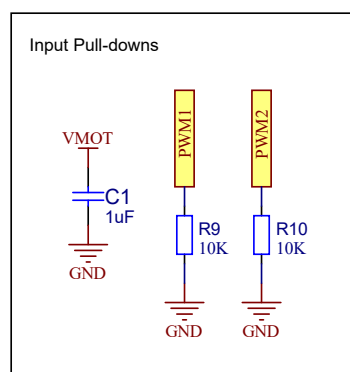 Input Pull-downs
VMOT
C1
1uF
GND
PWM1
R9
10K
GND
PWM2
R10
10K
GND